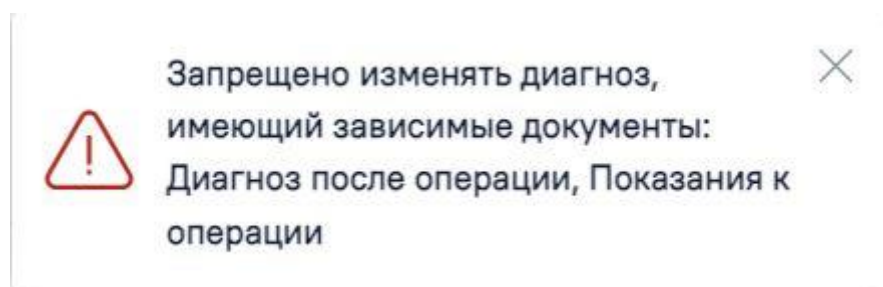 Запрещено изменять диагноз,
имеющий зависимые документы:
Диагноз после операции, Показания к
операции